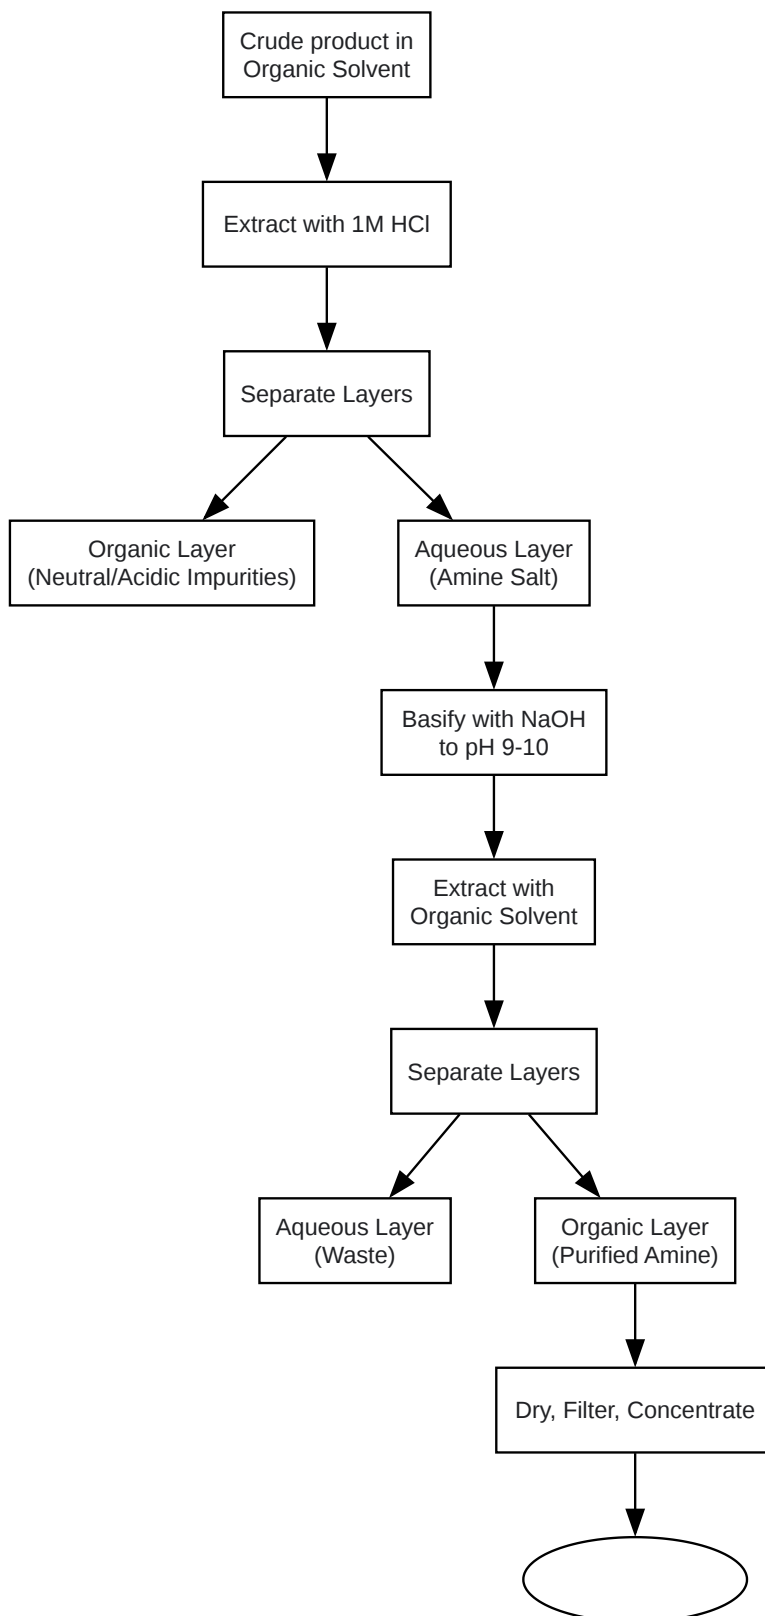 Crude product in
Organic Solvent
Extract with 1M HCl
Separate Layers
Organic Layer
(Neutral/Acidic Impurities)
Aqueous Layer
(Amine Salt)
Basify with NaOH
to pH 9-10
Extract with
Organic Solvent
Separate Layers
Aqueous Layer
(Waste)
Organic Layer
(Purified Amine)
Dry, Filter, Concentrate